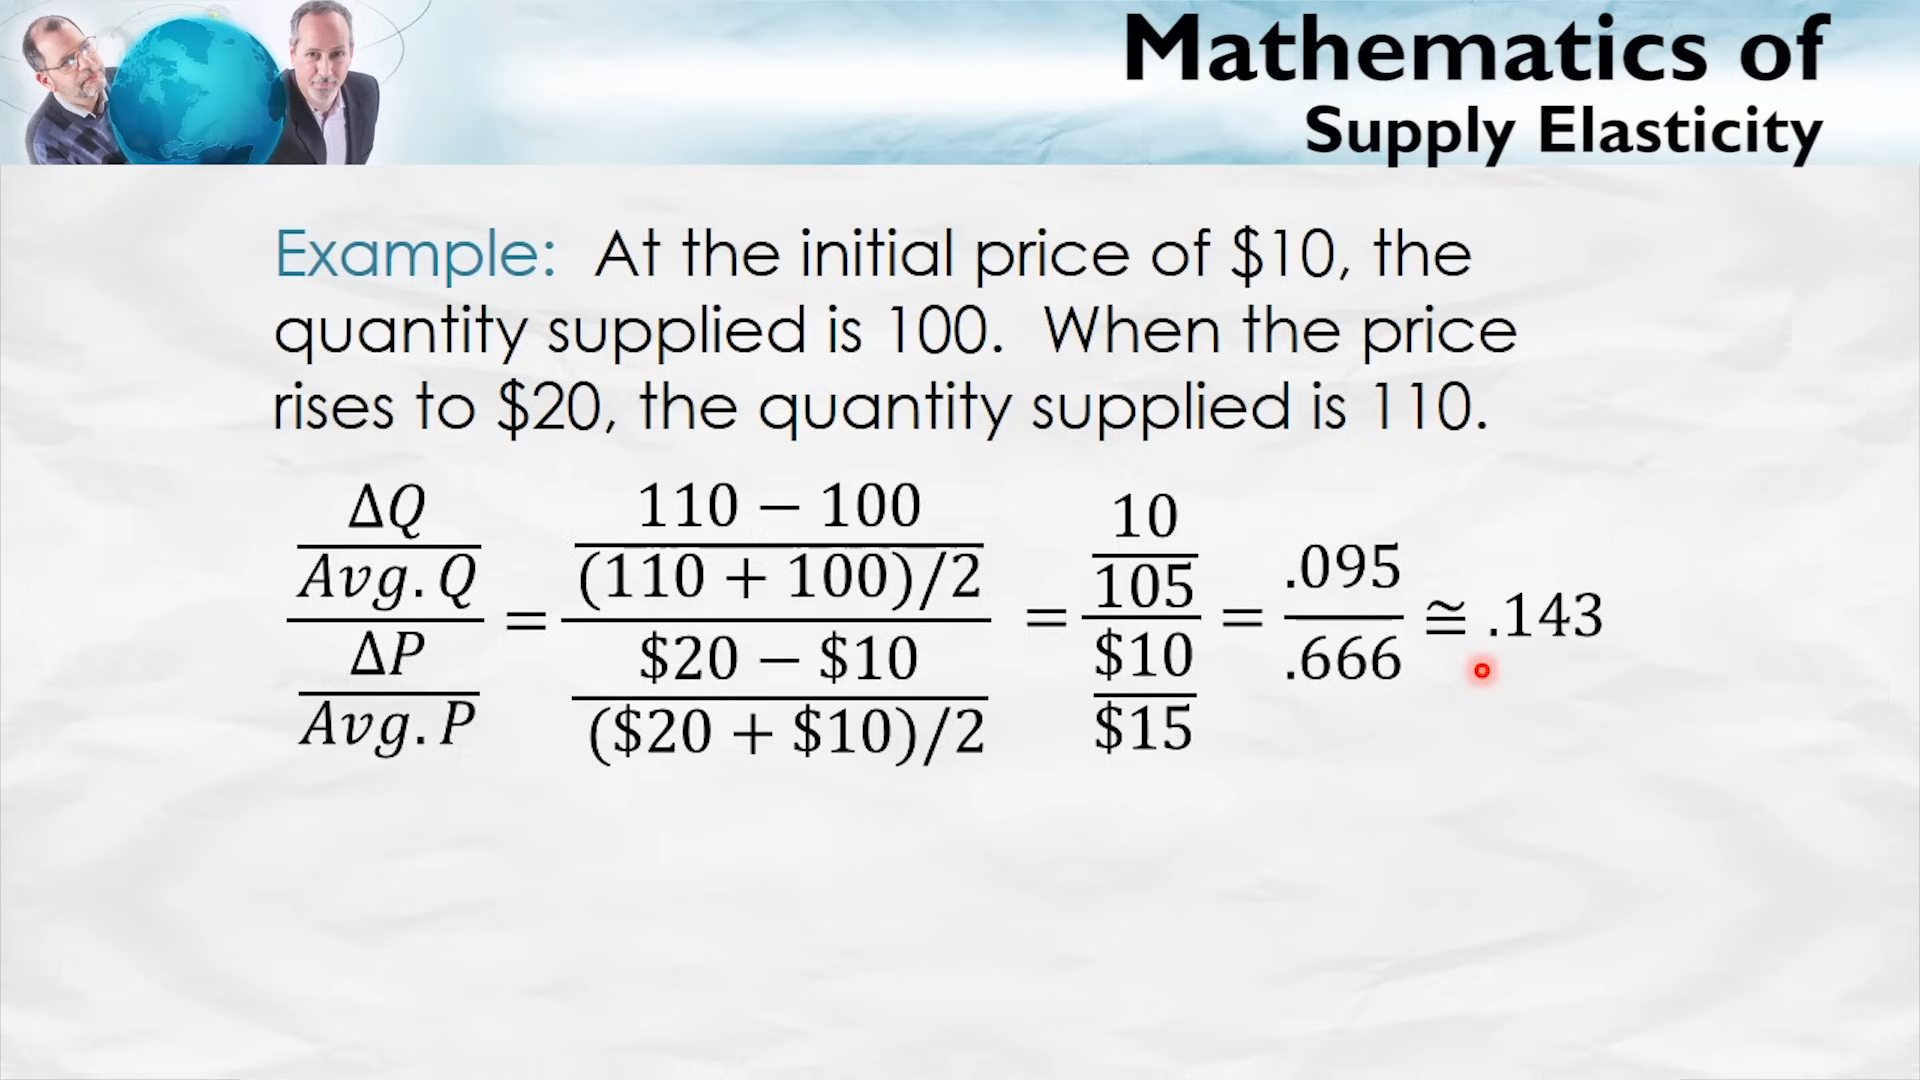 Mathematics of
Supply Elasticity
Example: At the initial price of $10, the
quantity supplied is 100. When the price
rises to $20, the quantity supplied is 110.
ΔQ / Avg. Q / ΔP / Avg. P = 110 − 100 / (110 + 100)/2 / $20 − $10 / ($20 + $10)/2 = 10 / 105 / $10 / $15 = .095 / .666 ≅ .143